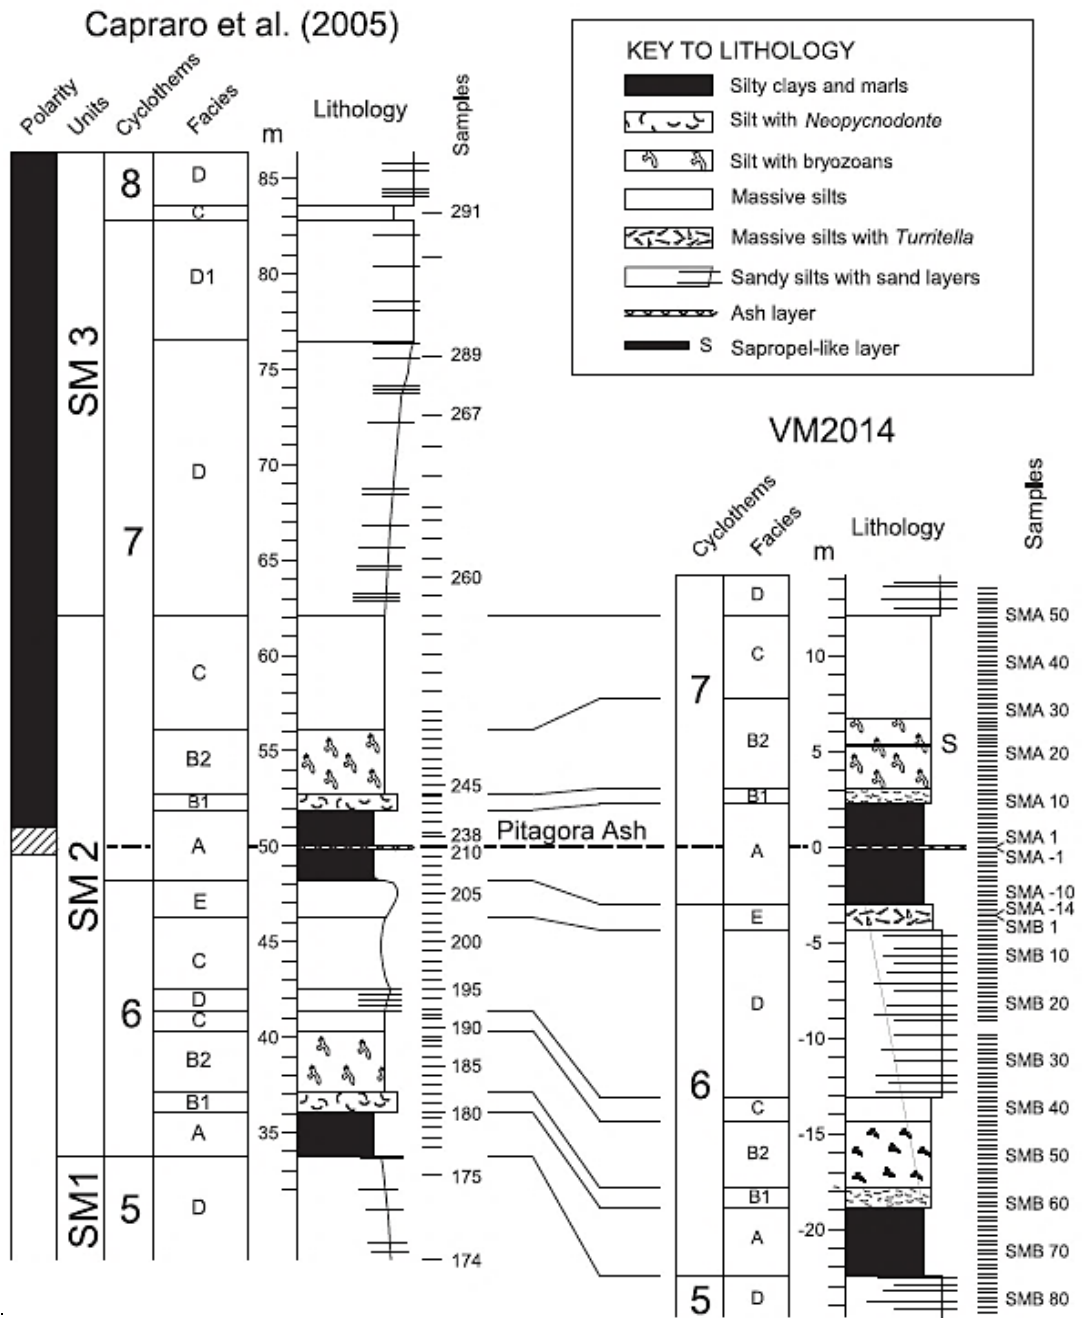 Capraro et al. (2005)
Polarity
Units
Cyclothems
Facies
m
Lithology
Samples
KEY TO LITHOLOGY
Silty clays and marls
Silt with Neopycnodonte
Silt with bryozoans
Massive silts
Massive silts with Turritella
Sandy silts with sand layers
Ash layer
S Sapropel-like layer
SM 3
SM 2
SM1
8
7
6
5
D
C
D1
D
C
B2
B1
A
E
C
D
C
B2
B1
A
D
85
80
75
70
65
60
55
50
45
40
35
291
289
267
260
245
238
210
205
200
195
190
185
180
175
174
Pitagora Ash
VM2014
Cyclothems
Facies
m
Lithology
Samples
7
6
5
D
C
B2
B1
A
E
D
C
B2
B1
A
D
10
5
0
-5
-10
-15
-20
S
SMA 50
SMA 40
SMA 30
SMA 20
SMA 10
SMA 1
SMA -1
SMA -10
SMA -14
SMB 1
SMB 10
SMB 20
SMB 30
SMB 40
SMB 50
SMB 60
SMB 70
SMB 80